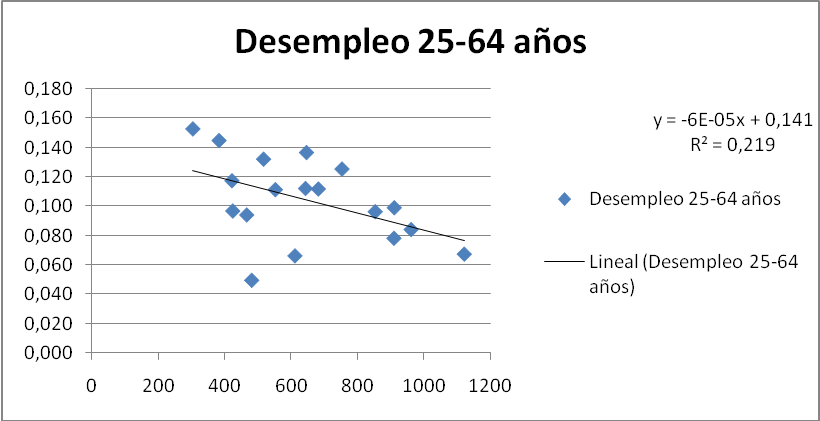 Desempleo 25-64 años
0,180
0,160
0,140
0,120
0,100
0,080
0,060
0,040
0,020
0,000
0 200 400 600 800 1000 1200
y = -6E-05x + 0,141
R² = 0,219
Desempleo 25-64 años
Lineal (Desempleo 25-64
años)